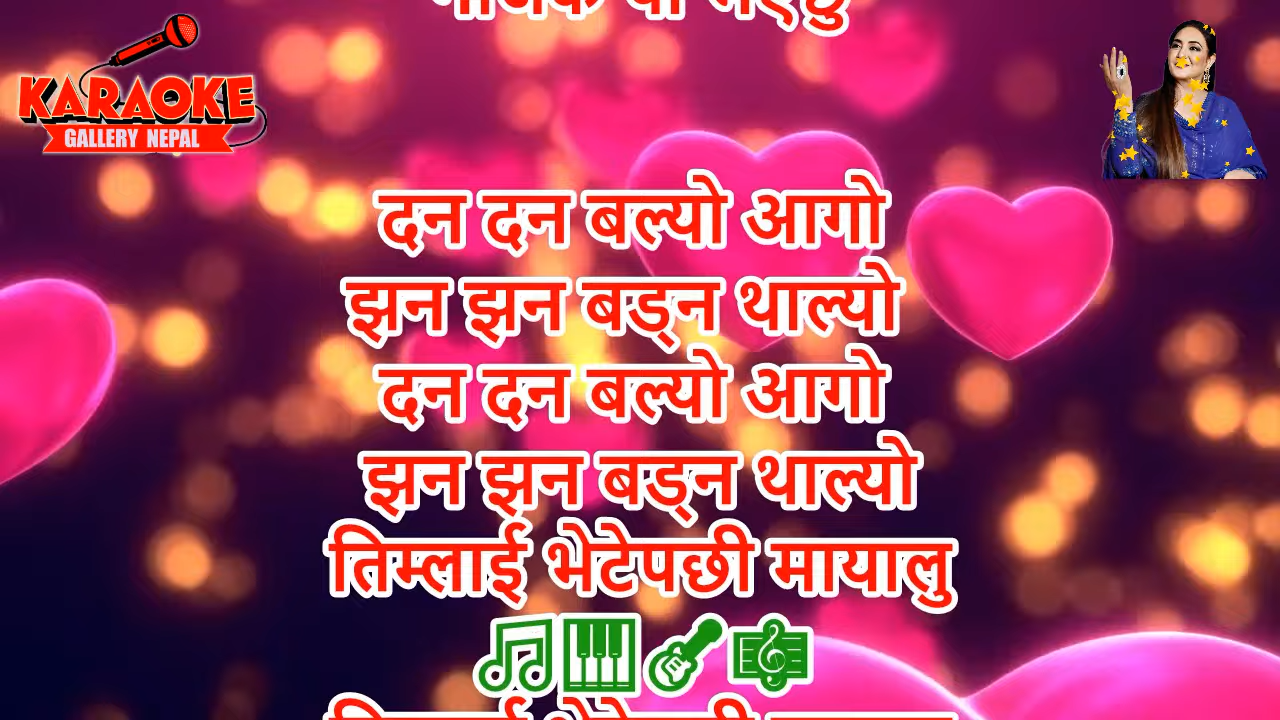 KARAOKE
GALLERY NEPAL
दन दन बल्यो आगो
झन झन बड्न थाल्यो
दन दन बल्यो आगो
झन झन बड्न थाल्यो
तिम्लाई भेटेपछी मायालु